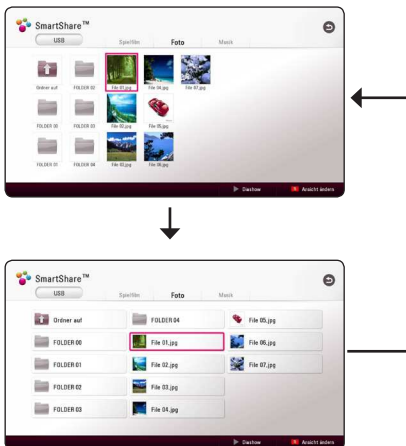 SmartShare™
USB
Spielfilm Foto Musik
Ordner auf FOLDER 02 File 01.jpg File 04.jpg File 07.jpg
FOLDER 00 FOLDER 03 File 02.jpg File 05.jpg
FOLDER 01 FOLDER 08 File 03.jpg File 06.jpg
Diashow Ansicht ändern
SmartShare™
USB
Spielfilm Foto Musik
Ordner auf FOLDER 04 File 05.jpg
FOLDER 00 File 01.jpg File 06.jpg
FOLDER 01 File 02.jpg File 07.jpg
FOLDER 02 File 03.jpg
FOLDER 03 File 04.jpg
Diashow Ansicht ändern